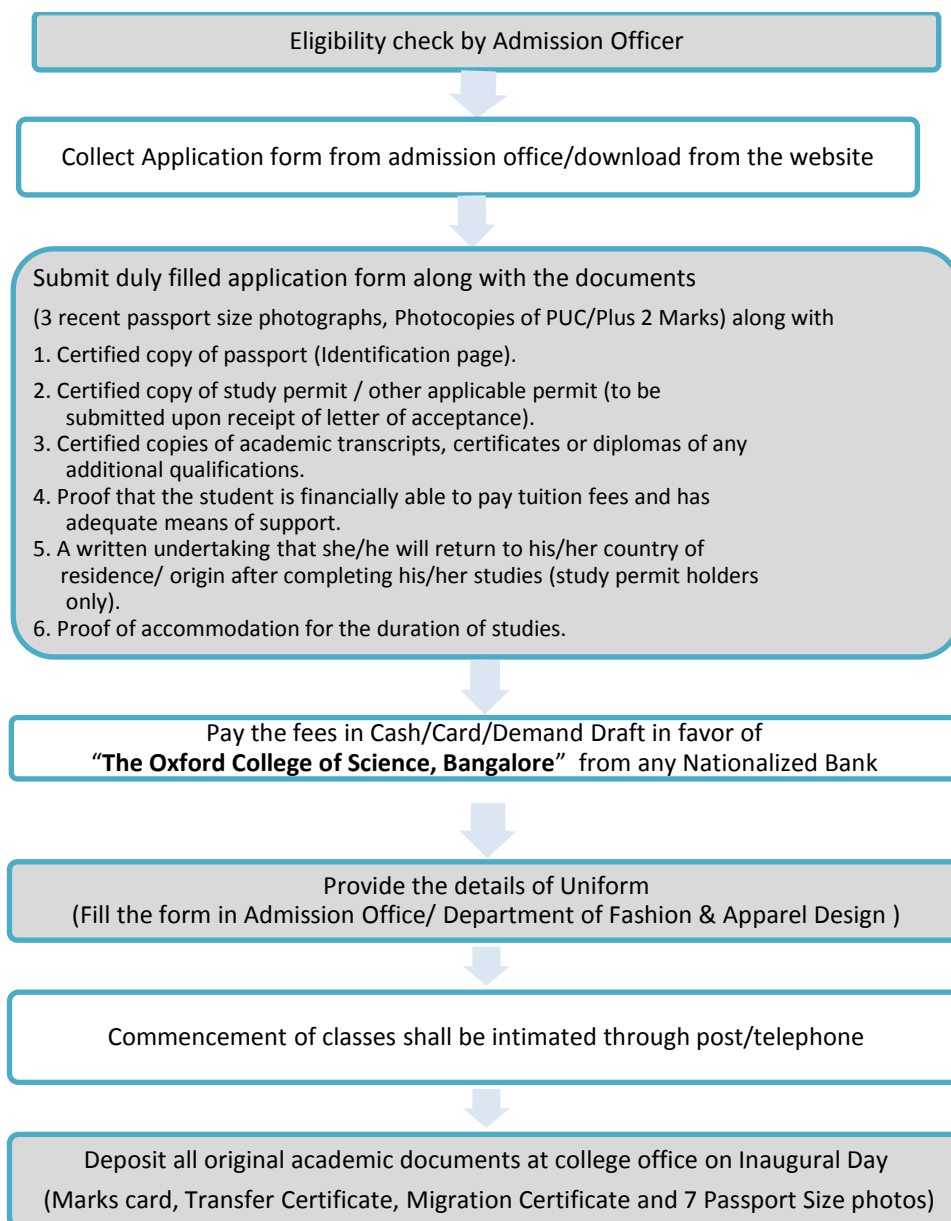 Eligibility check by Admission Officer
Collect Application form from admission office/download from the website
Submit duly filled application form along with the documents
(3 recent passport size photographs, Photocopies of PUC/Plus 2 Marks) along with
1. Certified copy of passport (Identification page).
2. Certified copy of study permit / other applicable permit (to be
submitted upon receipt of letter of acceptance).
3. Certified copies of academic transcripts, certificates or diplomas of any
additional qualifications.
4. Proof that the student is financially able to pay tuition fees and has
adequate means of support.
5. A written undertaking that she/he will return to his/her country of
residence/ origin after completing his/her studies (study permit holders
only).
6. Proof of accommodation for the duration of studies.
Pay the fees in Cash/Card/Demand Draft in favor of
“The Oxford College of Science, Bangalore” from any Nationalized Bank
Provide the details of Uniform
(Fill the form in Admission Office/ Department of Fashion & Apparel Design )
Commencement of classes shall be intimated through post/telephone
Deposit all original academic documents at college office on Inaugural Day
(Marks card, Transfer Certificate, Migration Certificate and 7 Passport Size photos)